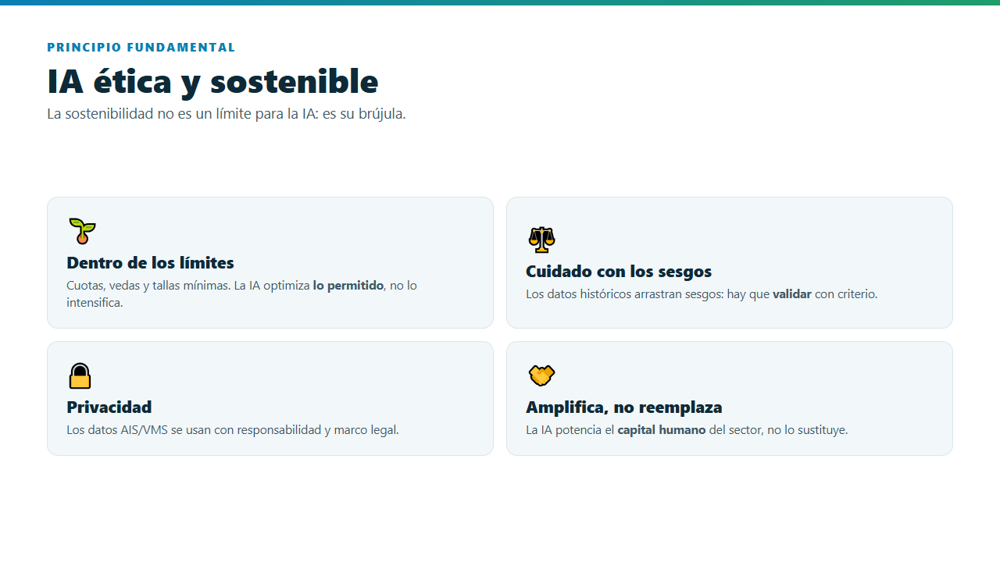 PRINCIPIO FUNDAMENTAL
IA ética y sostenible
La sostenibilidad no es un límite para la IA: es su brújula.
Dentro de los límites
Cuotas, vedas y tallas mínimas. La IA optimiza lo permitido, no lo
intensifica.
Cuidado con los sesgos
Los datos históricos arrastran sesgos: hay que validar con criterio.
Privacidad
Los datos AIS/VMS se usan con responsabilidad y marco legal.
Amplifica, no reemplaza
La IA potencia el capital humano del sector, no lo sustituye.